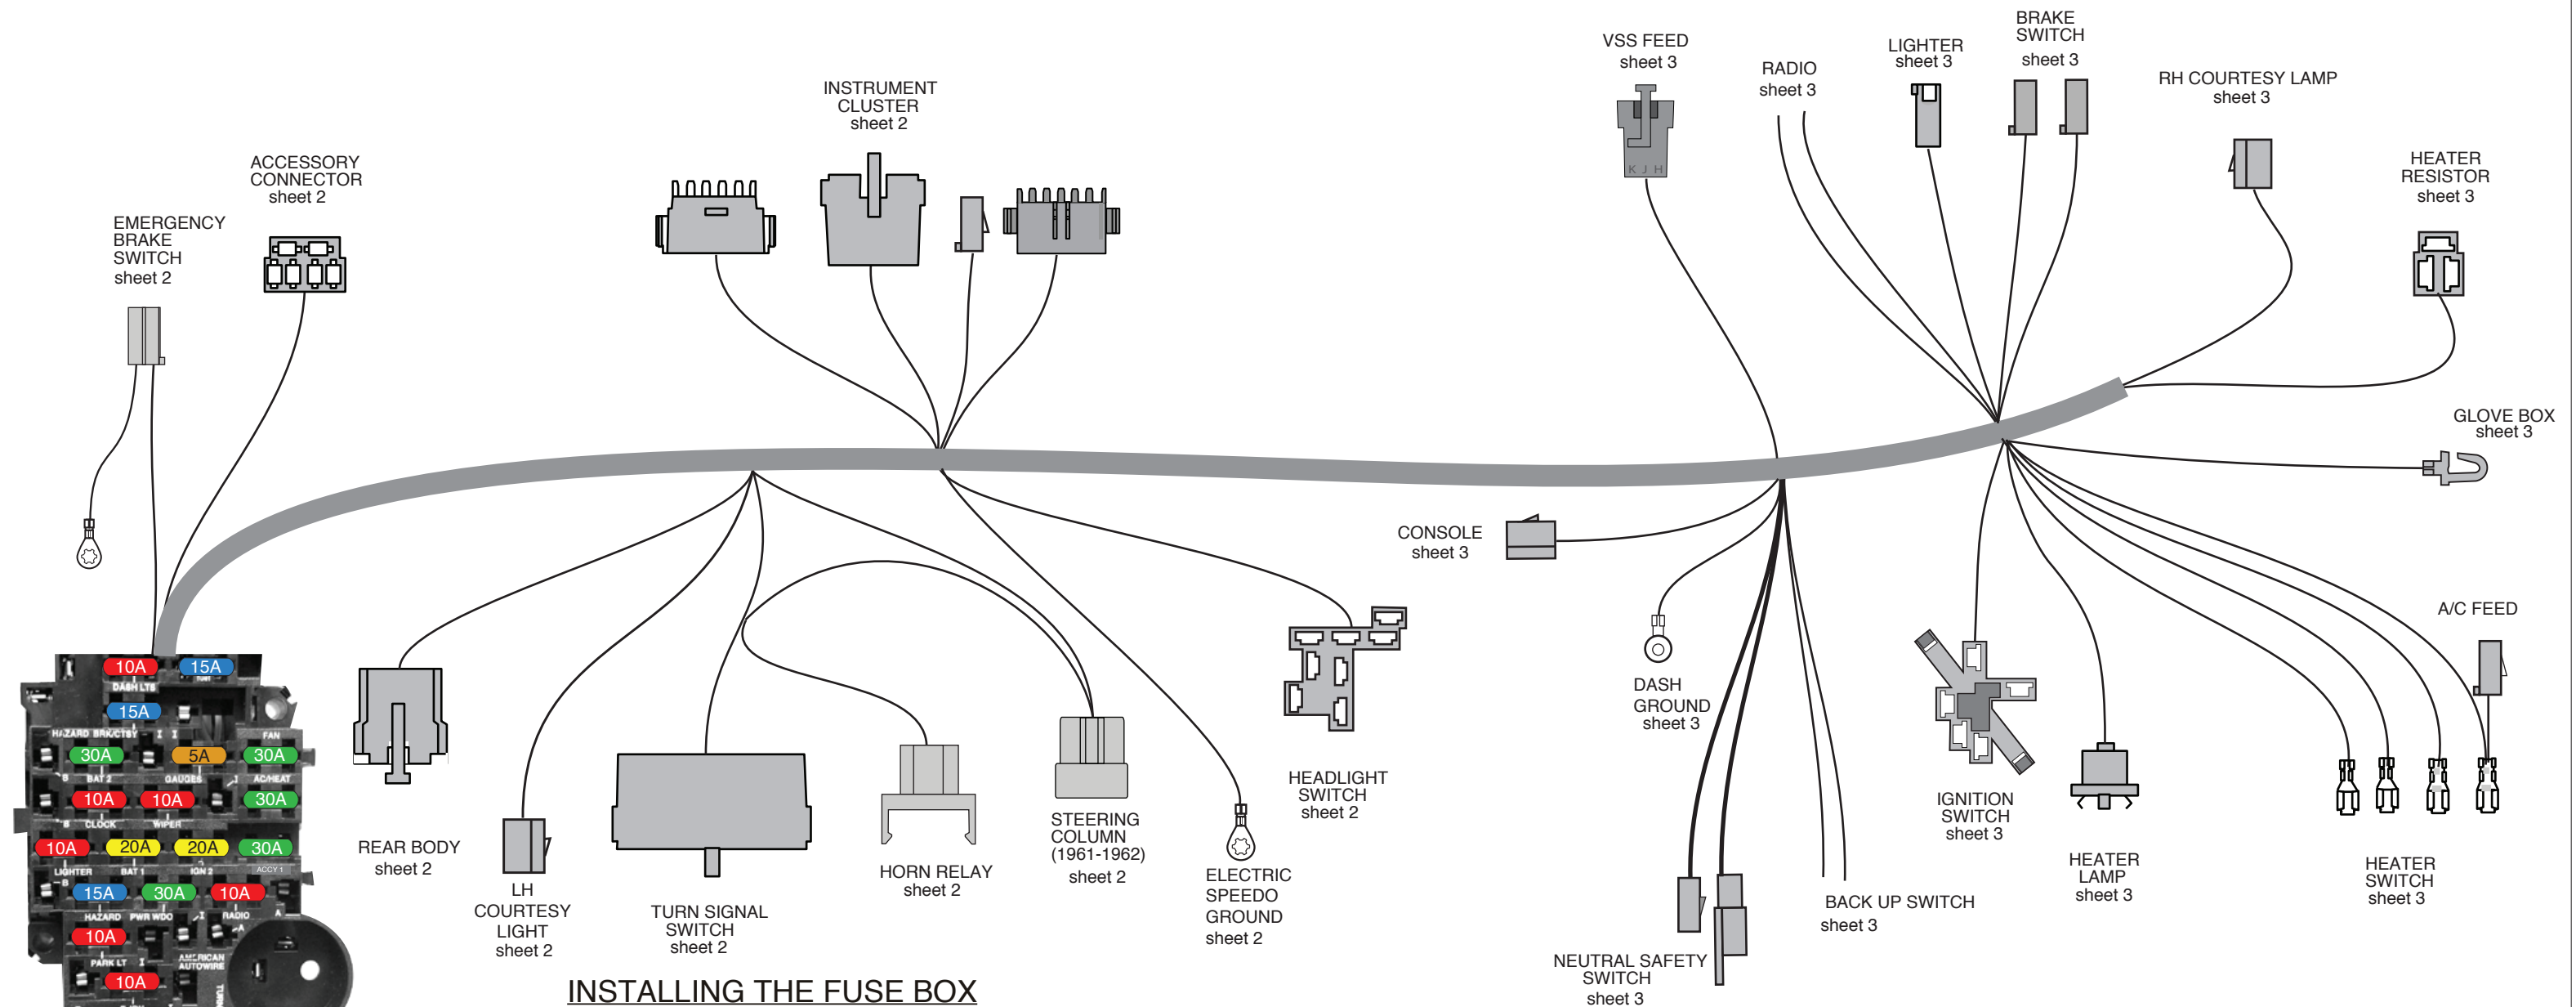 EMERGENCY
BRAKE
SWITCH
sheet 2
ACCESSORY
CONNECTOR
sheet 2
INSTRUMENT
CLUSTER
sheet 2
VSS FEED
sheet 3
K J H
RADIO
sheet 3
LIGHTER
sheet 3
BRAKE
SWITCH
sheet 3
RH COURTESY LAMP
sheet 3
HEATER
RESISTOR
sheet 3
GLOVE BOX
sheet 3
CONSOLE
sheet 3
DASH
GROUND
sheet 3
A/C FEED
REAR BODY
sheet 2
LH
COURTESY
LIGHT
sheet 2
TURN SIGNAL
SWITCH
sheet 2
HORN RELAY
sheet 2
STEERING
COLUMN
(1961-1962)
sheet 2
ELECTRIC
SPEEDO
GROUND
sheet 2
HEADLIGHT
SWITCH
sheet 2
NEUTRAL SAFETY
SWITCH
sheet 3
BACK UP SWITCH
sheet 3
IGNITION
SWITCH
sheet 3
HEATER
LAMP
sheet 3
HEATER
SWITCH
sheet 3
10A 15A
DASH LTS
15A
HAZARD BRK/CTSY I I FAN
30A 5A 30A
B BAT 2 GAUGES I AC/HEAT
10A 10A 30A
B CLOCK WIPER
10A 20A 20A 30A
LIGHTER BAT 1 IGN 2 ACCY 1
B
15A 30A 10A
HAZARD PWR WDO I RADIO A
A
10A
PARK LT I AMERICAN
AUTOWIRE
10A
INSTALLING THE FUSE BOX